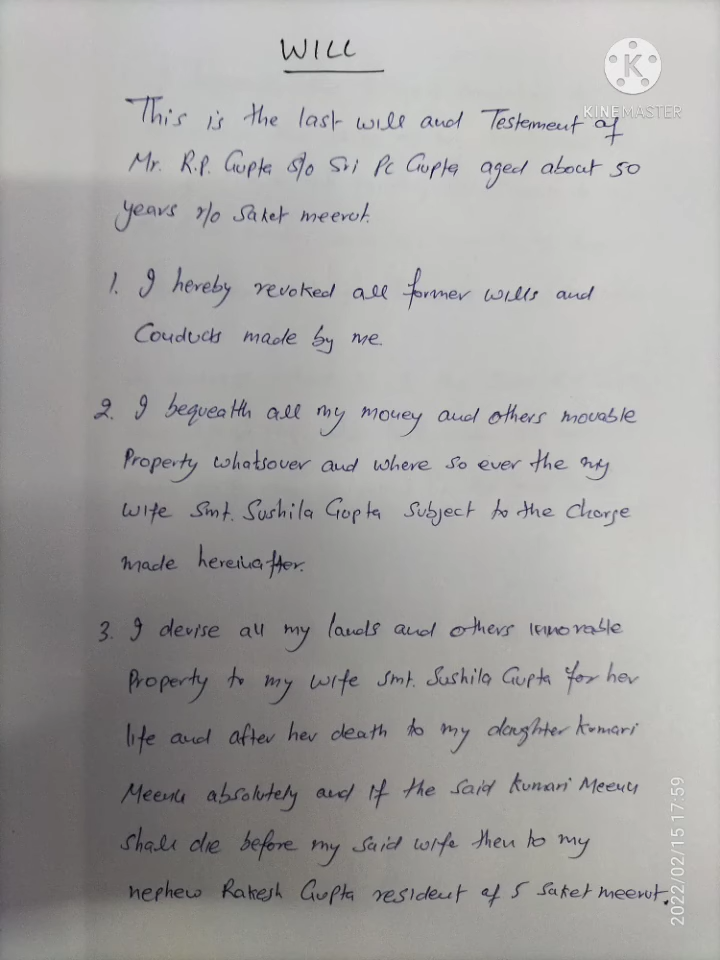 WILL
K
KINEMASTER
This is the last will and Testement of
Mr. R.P. Gupta s/o Sri Pc Gupta aged about 50
years r/o Saket meerut.
1. I hereby revoked all former wills and
Conducts made by me.
2. I bequeatth all my money and others movable
Property whatsover and where so ever the my
wife Smt. Sushila Gupta subject to the charge
made hereinafter.
3. I devise all my lands and others immovable
Property to my wife smt. Sushila Gupta for her
life and after her death to my daughter kumari
Meenu absolutely and if the said kumari Meenu
shall die before my said wife then to my
nephew Rakesh Gupta resident of 5 Saket meerut.
2022/02/15 17:59